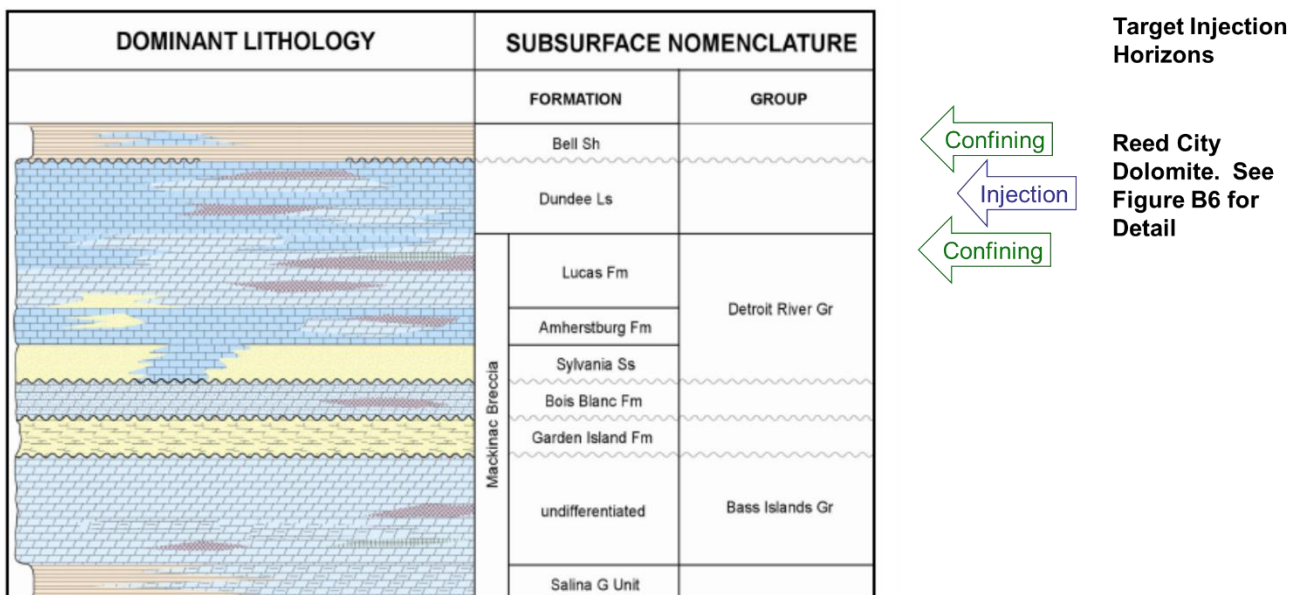 DOMINANT LITHOLOGY
SUBSURFACE NOMENCLATURE
FORMATION
GROUP
Bell Sh
Dundee Ls
Mackinac Breccia
Lucas Fm
Detroit River Gr
Amherstburg Fm
Sylvania Ss
Bois Blanc Fm
Garden Island Fm
undifferentiated
Bass Islands Gr
Salina G Unit
Confining
Injection
Confining
Target Injection
Horizons
Reed City
Dolomite. See
Figure B6 for
Detail